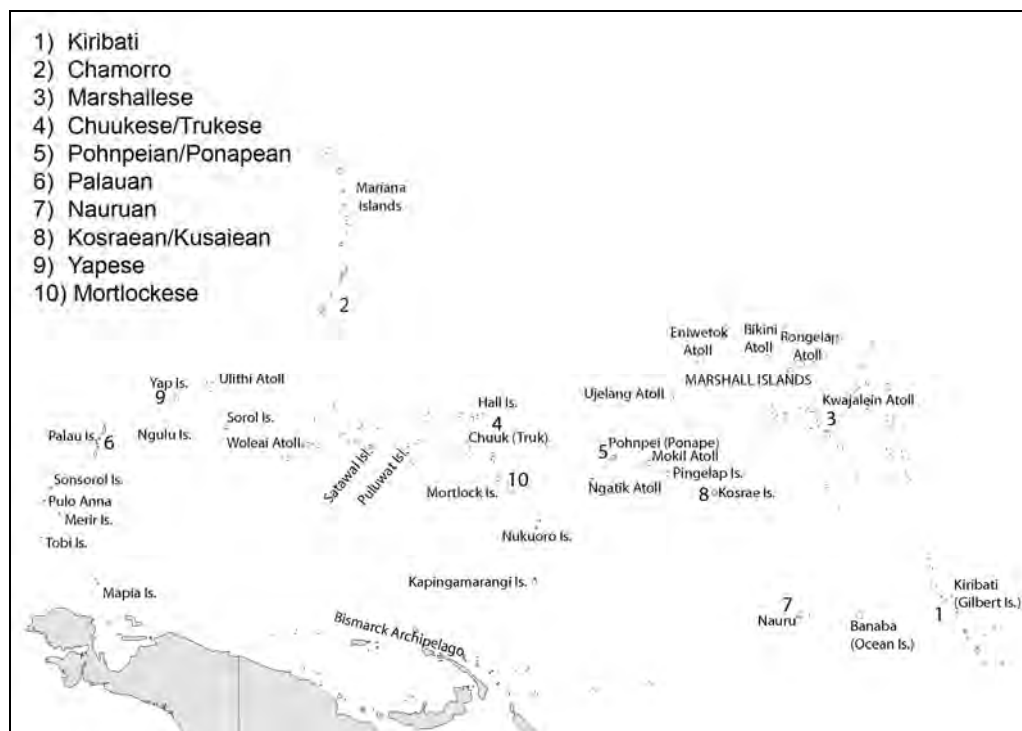 1) Kiribati
2) Chamorro
3) Marshallese
4) Chuukese/Trukese
5) Pohnpeian/Ponapean
6) Palauan
7) Nauruan
8) Kosraean/Kusaiean
9) Yapese
10) Mortlockese
Mariana
Islands
2
Eniwetok
Atoll
Bikini
Atoll
Rongelap
Atoll
MARSHALL ISLANDS
Yap Is.
9
Ulithi Atoll
Ujelang Atoll
Kwajalein Atoll
3
Hall Is.
4
Chuuk (Truk)
Sorol Is.
Ngulu Is.
Woleai Atoll
Palau Is.
6
Satawal Isl.
Puluwat Isl.
5
Pohnpei (Ponape)
Mokil Atoll
Pingelap Is.
Sonsorol Is.
Pulo Anna
Merir Is.
Tobi Is.
Mortlock Is.
10
Ngatik Atoll
8
Kosrae Is.
Nukuoro Is.
Kapingamarangi Is.
Mapia Is.
Bismarck Archipelago
7
Nauru
Banaba
(Ocean Is.)
1
Kiribati
(Gilbert Is.)